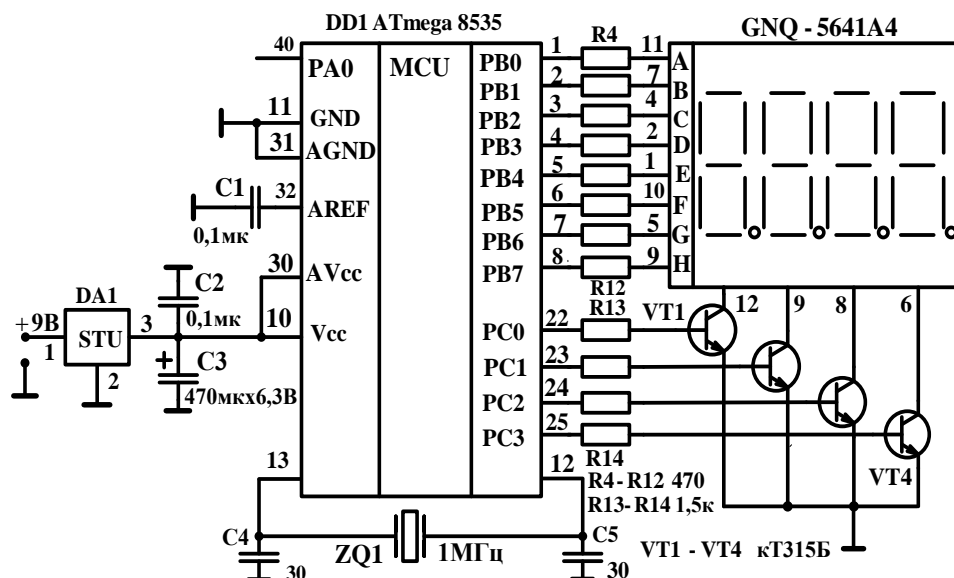 DD1 ATmega 8535
GNQ - 5641A4
MCU
40
PA0
11
GND
31
AGND
C1
32
AREF
0,1мк
30
AVcc
C2
0,1мк
10
Vcc
DA1
+9В
1
STU
3
2
+
C3
470мкх6,3В
13
12
PB0
1
R4
11
A
PB1
2
7
B
PB2
3
4
C
PB3
4
2
D
PB4
5
1
E
PB5
6
10
F
PB6
7
5
G
PB7
8
9
H
R12
R13
PC0
22
VT1
12
9
8
6
PC1
23
PC2
24
PC3
25
R14
VT4
R4- R12 470
R13- R14 1,5к
VT1 - VT4 кТ315Б
C4
30
ZQ1
1МГц
C5
30